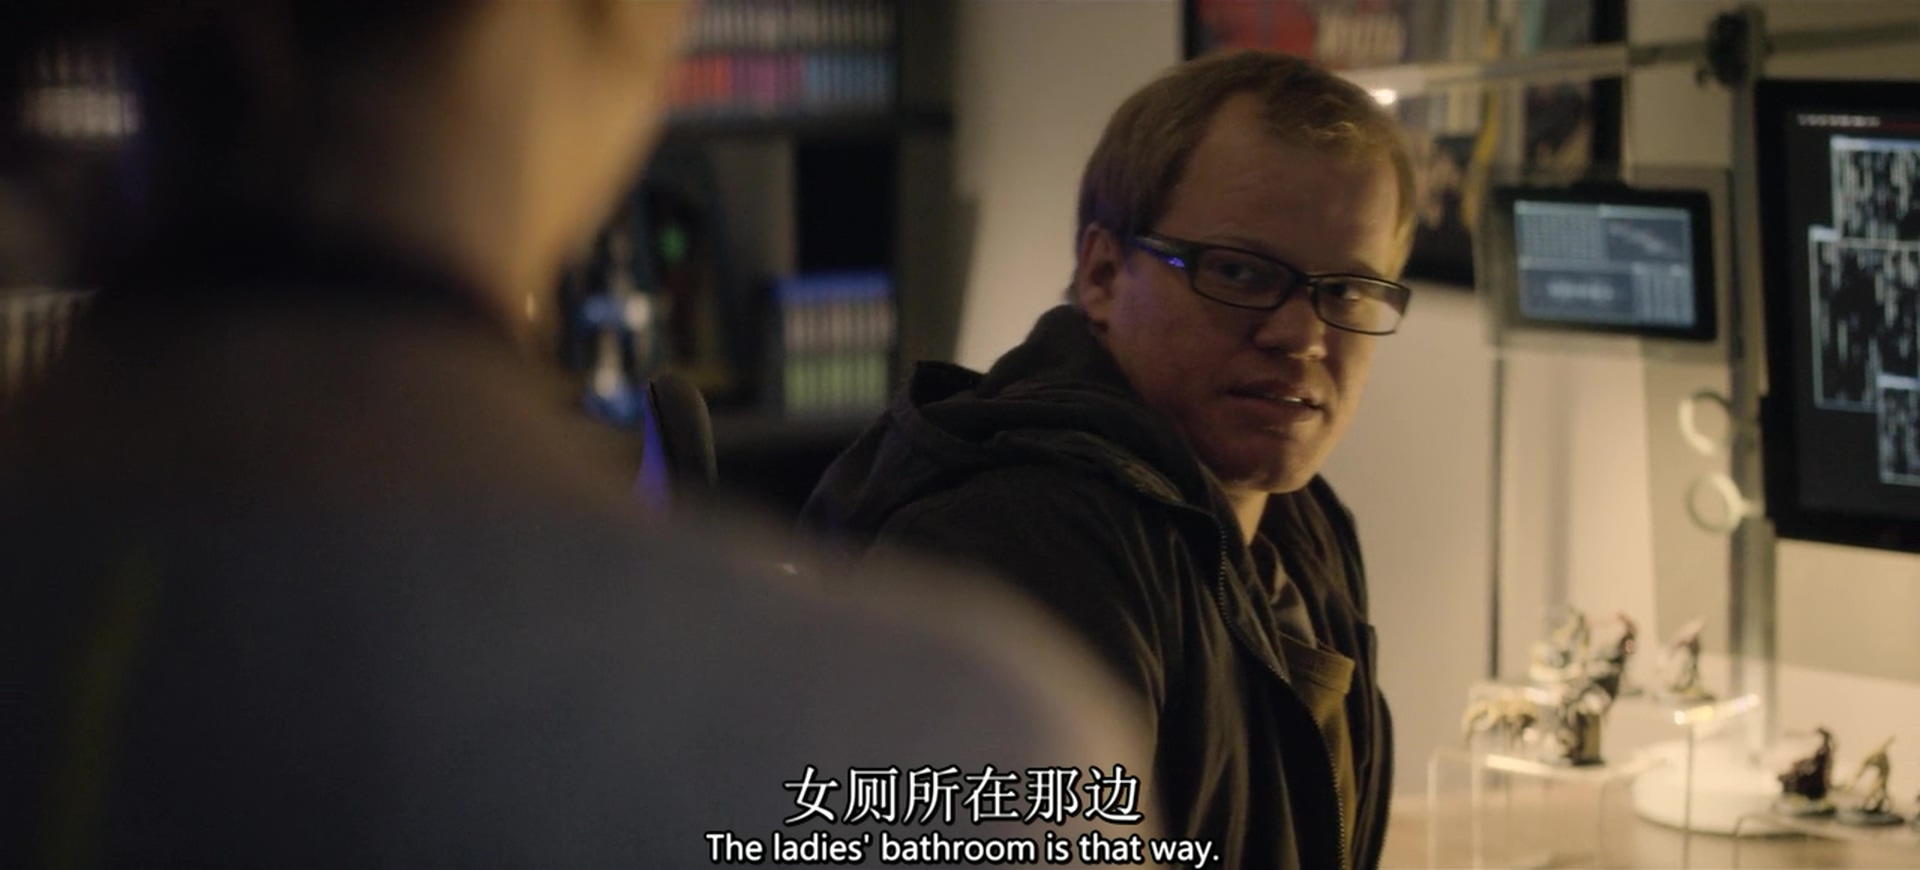 女厕所在那边
The ladies' bathroom is that way.